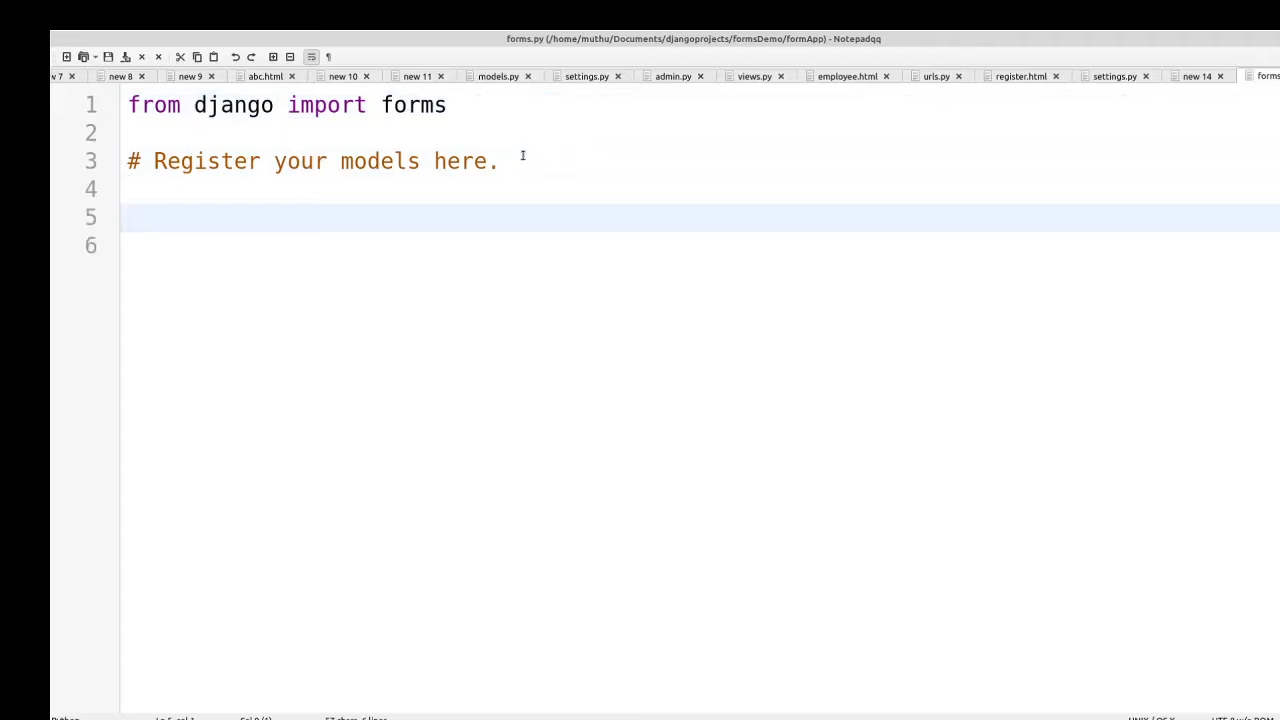 forms.py (/home/muthu/Documents/djangoprojects/formsDemo/formApp) - Notepadqq
w 7 new 8 new 9 abc.html new 10 new 11 models.py settings.py admin.py views.py employee.html urls.py register.html settings.py new 14 forms
1 from django import forms
2
3 # Register your models here.
4
5
6